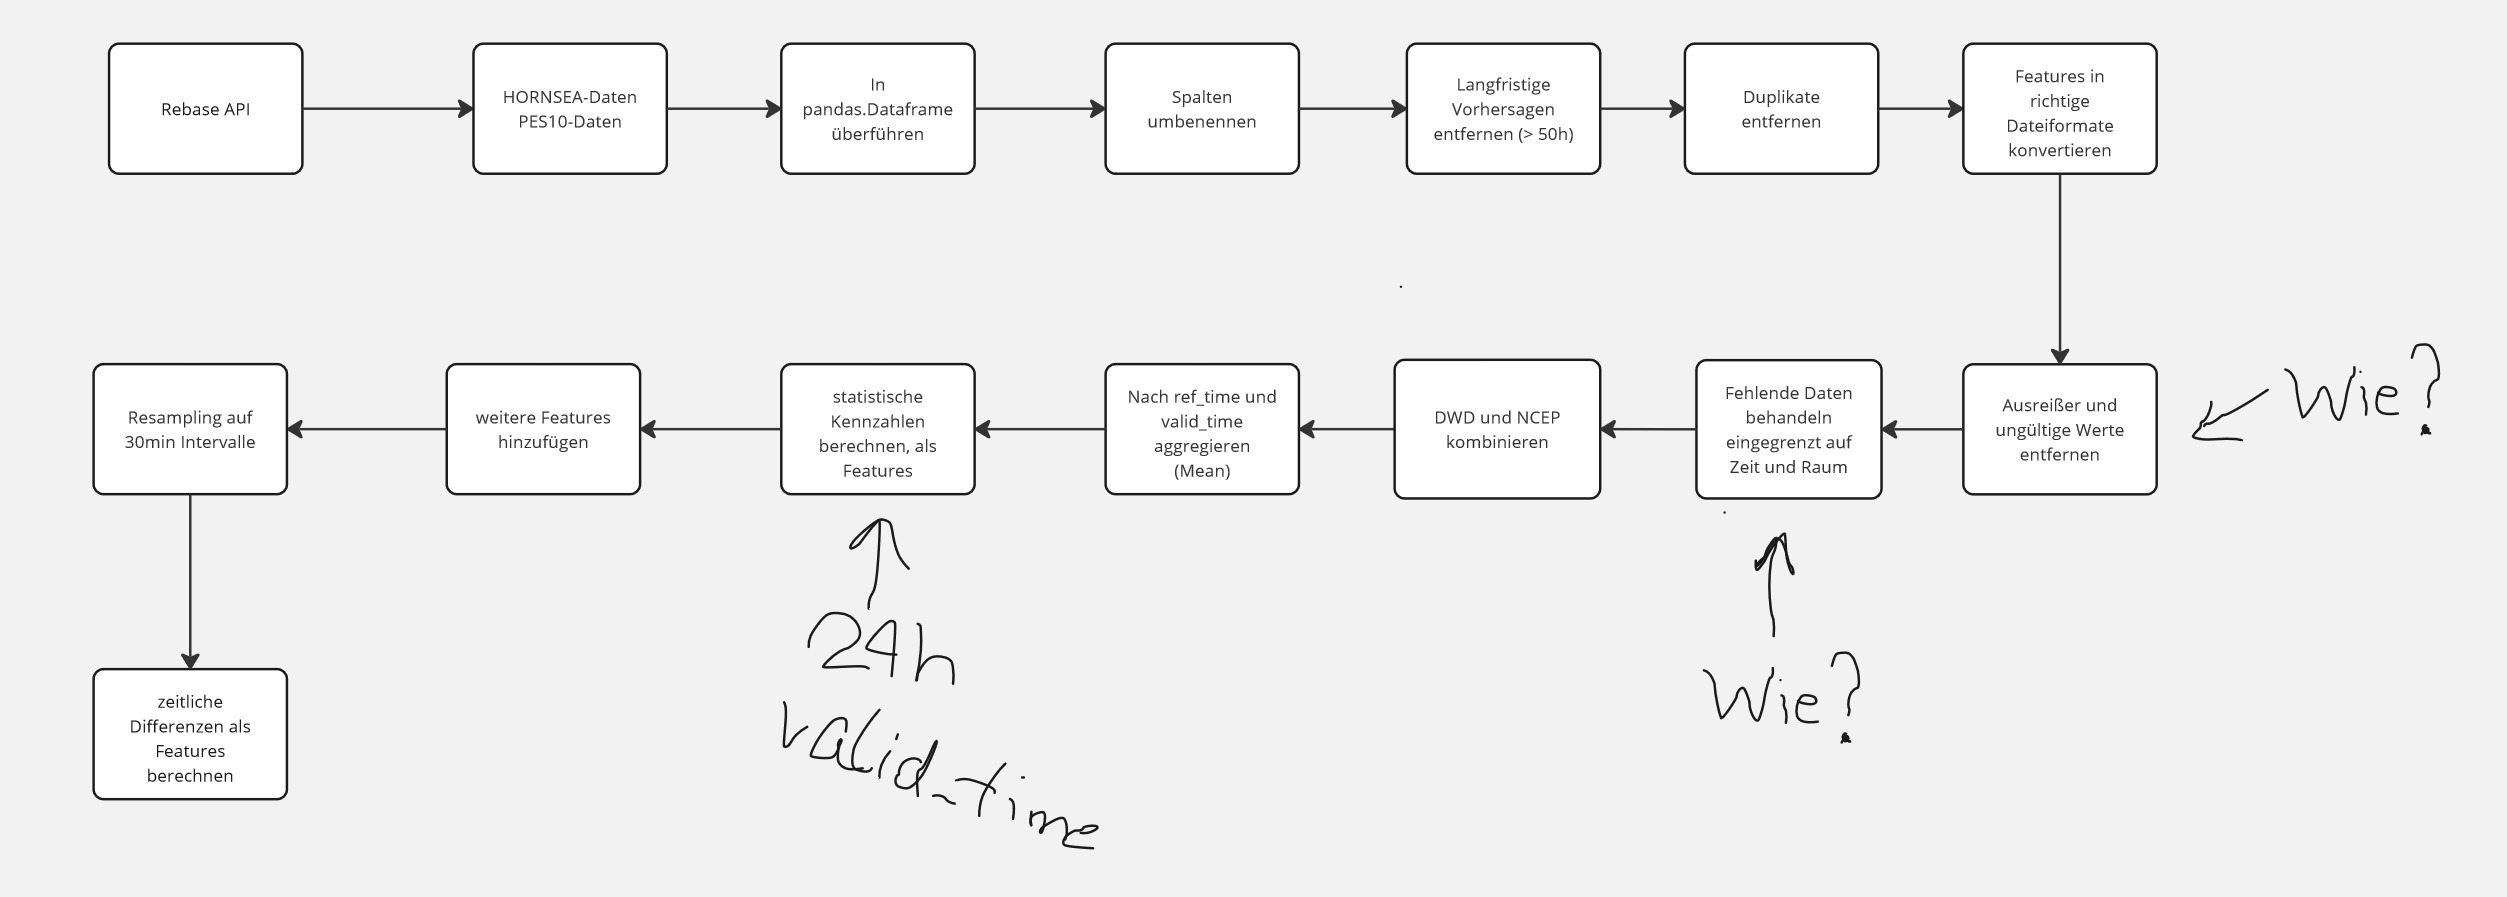 Rebase API
HORNSEA-Daten
PES10-Daten
In
pandas.Dataframe
überführen
Spalten
umbenennen
Langfristige
Vorhersagen
entfernen (> 50h)
Duplikate
entfernen
Features in
richtige
Dateiformate
konvertieren
Ausreißer und
ungültige Werte
entfernen
Wie?
Fehlende Daten
behandeln
eingegrenzt auf
Zeit und Raum
Wie?
DWD und NCEP
kombinieren
Nach ref_time und
valid_time
aggregieren
(Mean)
statistische
Kennzahlen
berechnen, als
Features
24h
valid_time
weitere Features
hinzufügen
Resampling auf
30min Intervalle
zeitliche
Differenzen als
Features
berechnen